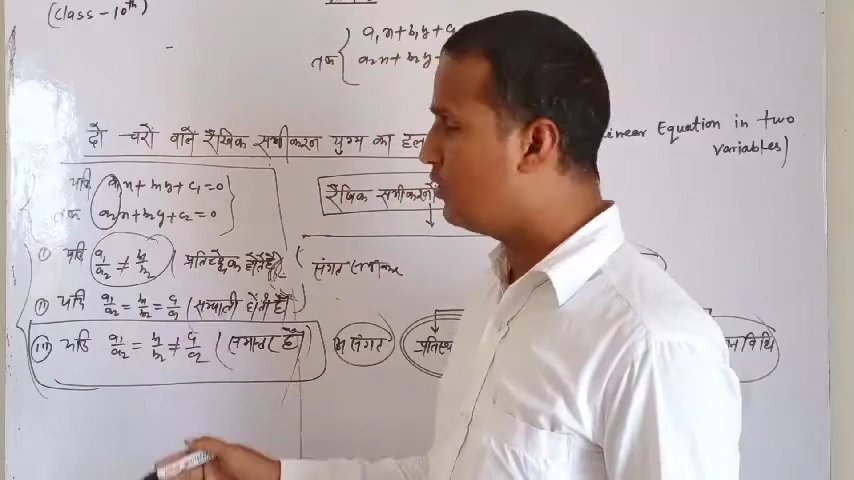 (Class - 10th)
a₁x + b₁y + c₁
तथा a₂x + b₂y -
दो चरों वाले रैखिक समीकरण युग्म का हल
Linear Equation in two
variables)
यदि a₁x + b₁y + c₁ = 0
तथा a₂x + b₂y + c₂ = 0
रैखिक समीकरणों
(i) यदि a₁/a₂ ≠ b₁/b₂ ( प्रतिच्छेदक होती है )
संगत
(ii) यदि a₁/a₂ = b₁/b₂ = c₁/c₂ ( सम्पाती होती है )
(iii) यदि a₁/a₂ = b₁/b₂ ≠ c₁/c₂ ( समान्तर है )
असंगत
प्रतिस्थ
न विधि